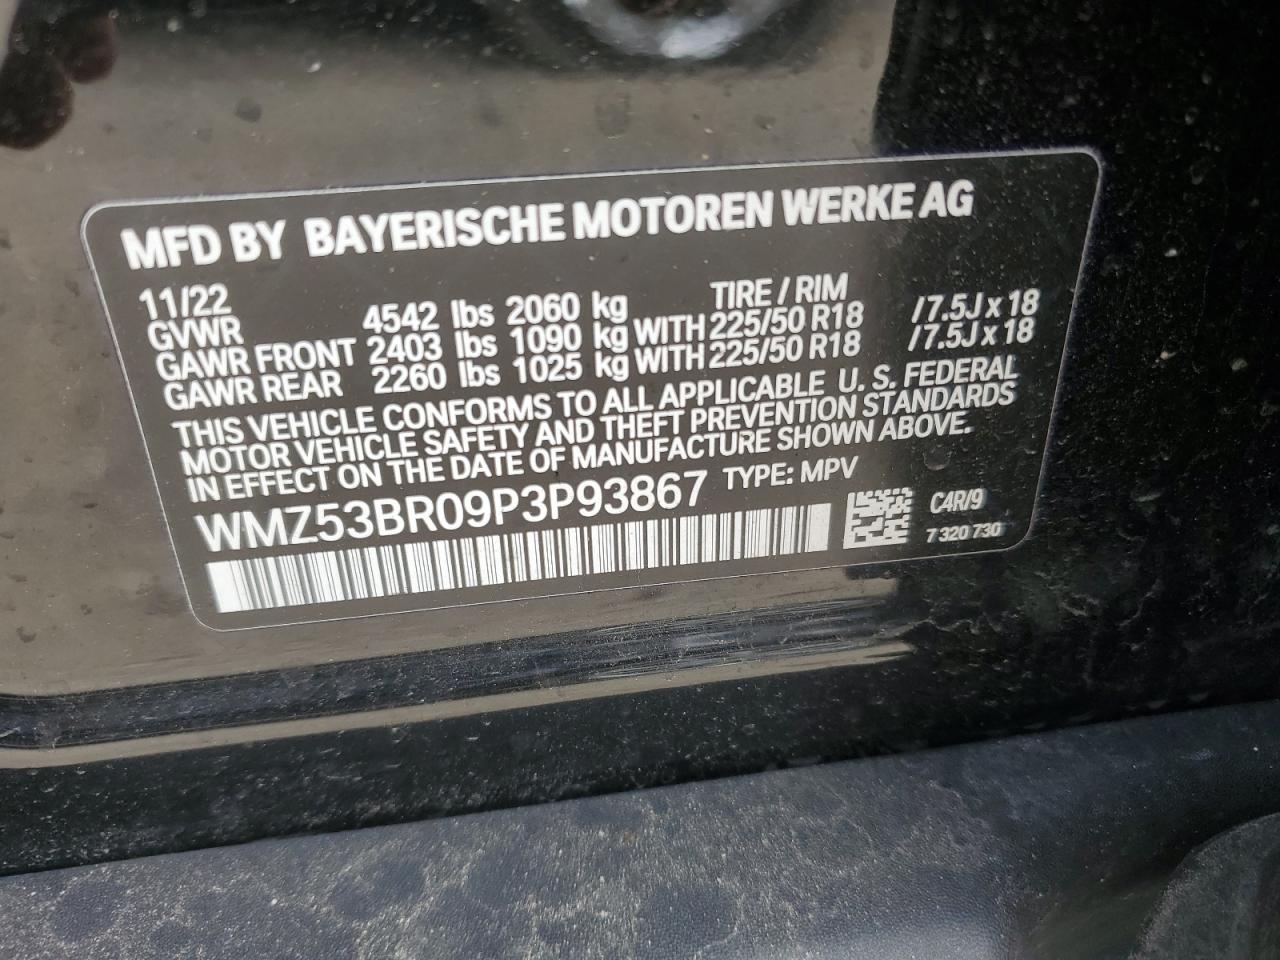 MFD BY BAYERISCHE MOTOREN WERKE AG
11/22 TIRE / RIM
GVWR 4542 lbs 2060 kg
GAWR FRONT 2403 lbs 1090 kg WITH 225/50 R18 /7.5J x 18
GAWR REAR 2260 lbs 1025 kg WITH 225/50 R18 /7.5J x 18
THIS VEHICLE CONFORMS TO ALL APPLICABLE U. S. FEDERAL
MOTOR VEHICLE SAFETY AND THEFT PREVENTION STANDARDS
IN EFFECT ON THE DATE OF MANUFACTURE SHOWN ABOVE.
WMZ53BR09P3P93867 TYPE: MPV
C4R/9
7 320 730